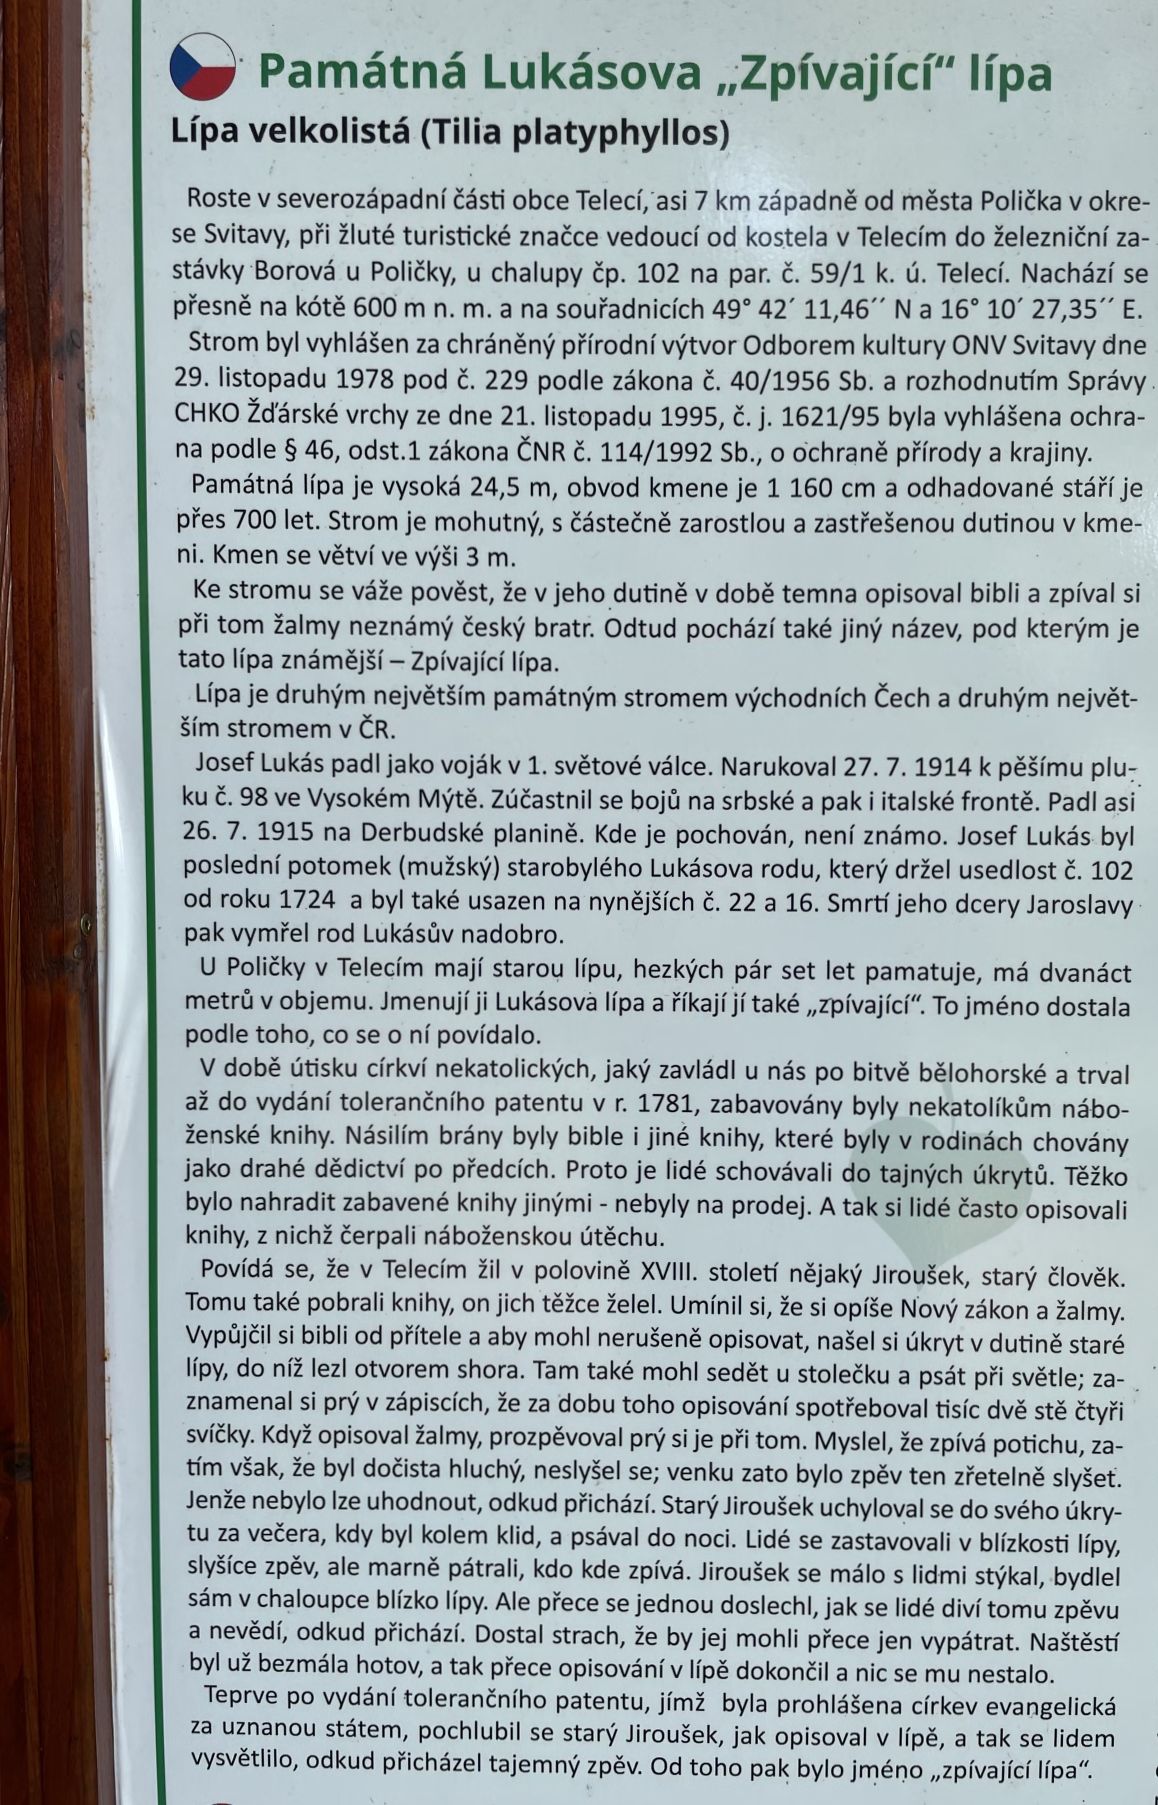 Památná Lukásova „Zpívající“ lípa
Lípa velkolistá (Tilia platyphyllos)
Roste v severozápadní části obce Telecí, asi 7 km západně od města Polička v okre-
se Svitavy, při žluté turistické značce vedoucí od kostela v Telecím do železniční za-
stávky Borová u Poličky, u chalupy čp. 102 na par. č. 59/1 k. ú. Telecí. Nachází se
přesně na kótě 600 m n. m. a na souřadnicích 49° 42´ 11,46´´ N a 16° 10´ 27,35´´ E.
Strom byl vyhlášen za chráněný přírodní výtvor Odborem kultury ONV Svitavy dne
29. listopadu 1978 pod č. 229 podle zákona č. 40/1956 Sb. a rozhodnutím Správy
CHKO Žďárské vrchy ze dne 21. listopadu 1995, č. j. 1621/95 byla vyhlášena ochra-
na podle § 46, odst.1 zákona ČNR č. 114/1992 Sb., o ochraně přírody a krajiny.
Památná lípa je vysoká 24,5 m, obvod kmene je 1 160 cm a odhadované stáří je
přes 700 let. Strom je mohutný, s částečně zarostlou a zastřešenou dutinou v kme-
ni. Kmen se větví ve výši 3 m.
Ke stromu se váže pověst, že v jeho dutině v době temna opisoval bibli a zpíval si
při tom žalmy neznámý český bratr. Odtud pochází také jiný název, pod kterým je
tato lípa známější – Zpívající lípa.
Lípa je druhým největším památným stromem východních Čech a druhým největ-
ším stromem v ČR.
Josef Lukás padl jako voják v 1. světové válce. Narukoval 27. 7. 1914 k pěšímu plu-
ku č. 98 ve Vysokém Mýtě. Zúčastnil se bojů na srbské a pak i italské frontě. Padl asi
26. 7. 1915 na Derbudské planině. Kde je pochován, není známo. Josef Lukás byl
poslední potomek (mužský) starobylého Lukásova rodu, který držel usedlost č. 102
od roku 1724 a byl také usazen na nynějších č. 22 a 16. Smrtí jeho dcery Jaroslavy
pak vymřel rod Lukásův nadobro.
U Poličky v Telecím mají starou lípu, hezkých pár set let pamatuje, má dvanáct
metrů v objemu. Jmenují ji Lukásova lípa a říkají jí také „zpívající“. To jméno dostala
podle toho, co se o ní povídalo.
V době útisku církví nekatolických, jaký zavládl u nás po bitvě bělohorské a trval
až do vydání tolerančního patentu v r. 1781, zabavovány byly nekatolíkům nábo-
ženské knihy. Násilím brány byly bible i jiné knihy, které byly v rodinách chovány
jako drahé dědictví po předcích. Proto je lidé schovávali do tajných úkrytů. Těžko
bylo nahradit zabavené knihy jinými - nebyly na prodej. A tak si lidé často opisovali
knihy, z nichž čerpali náboženskou útěchu.
Povídá se, že v Telecím žil v polovině XVIII. století nějaký Jiroušek, starý člověk.
Tomu také pobrali knihy, on jich těžce želel. Umínil si, že si opíše Nový zákon a žalmy.
Vypůjčil si bibli od přítele a aby mohl nerušeně opisovat, našel si úkryt v dutině staré
lípy, do níž lezl otvorem shora. Tam také mohl sedět u stolečku a psát při světle; za-
znamenal si prý v zápiscích, že za dobu toho opisování spotřeboval tisíc dvě stě čtyři
svíčky. Když opisoval žalmy, prozpěvoval prý si je při tom. Myslel, že zpívá potichu, za-
tím však, že byl dočista hluchý, neslyšel se; venku zato bylo zpěv ten zřetelně slyšet.
Jenže nebylo lze uhodnout, odkud přichází. Starý Jiroušek uchyloval se do svého úkry-
tu za večera, kdy byl kolem klid, a psával do noci. Lidé se zastavovali v blízkosti lípy,
slyšíce zpěv, ale marně pátrali, kdo kde zpívá. Jiroušek se málo s lidmi stýkal, bydlel
sám v chaloupce blízko lípy. Ale přece se jednou doslechl, jak se lidé diví tomu zpěvu
a nevědí, odkud přichází. Dostal strach, že by jej mohli přece jen vypátrat. Naštěstí
byl už bezmála hotov, a tak přece opisování v lípě dokončil a nic se mu nestalo.
Teprve po vydání tolerančního patentu, jímž byla prohlášena církev evangelická
za uznanou státem, pochlubil se starý Jiroušek, jak opisoval v lípě, a tak se lidem
vysvětlilo, odkud přicházel tajemný zpěv. Od toho pak bylo jméno „zpívající lípa“.